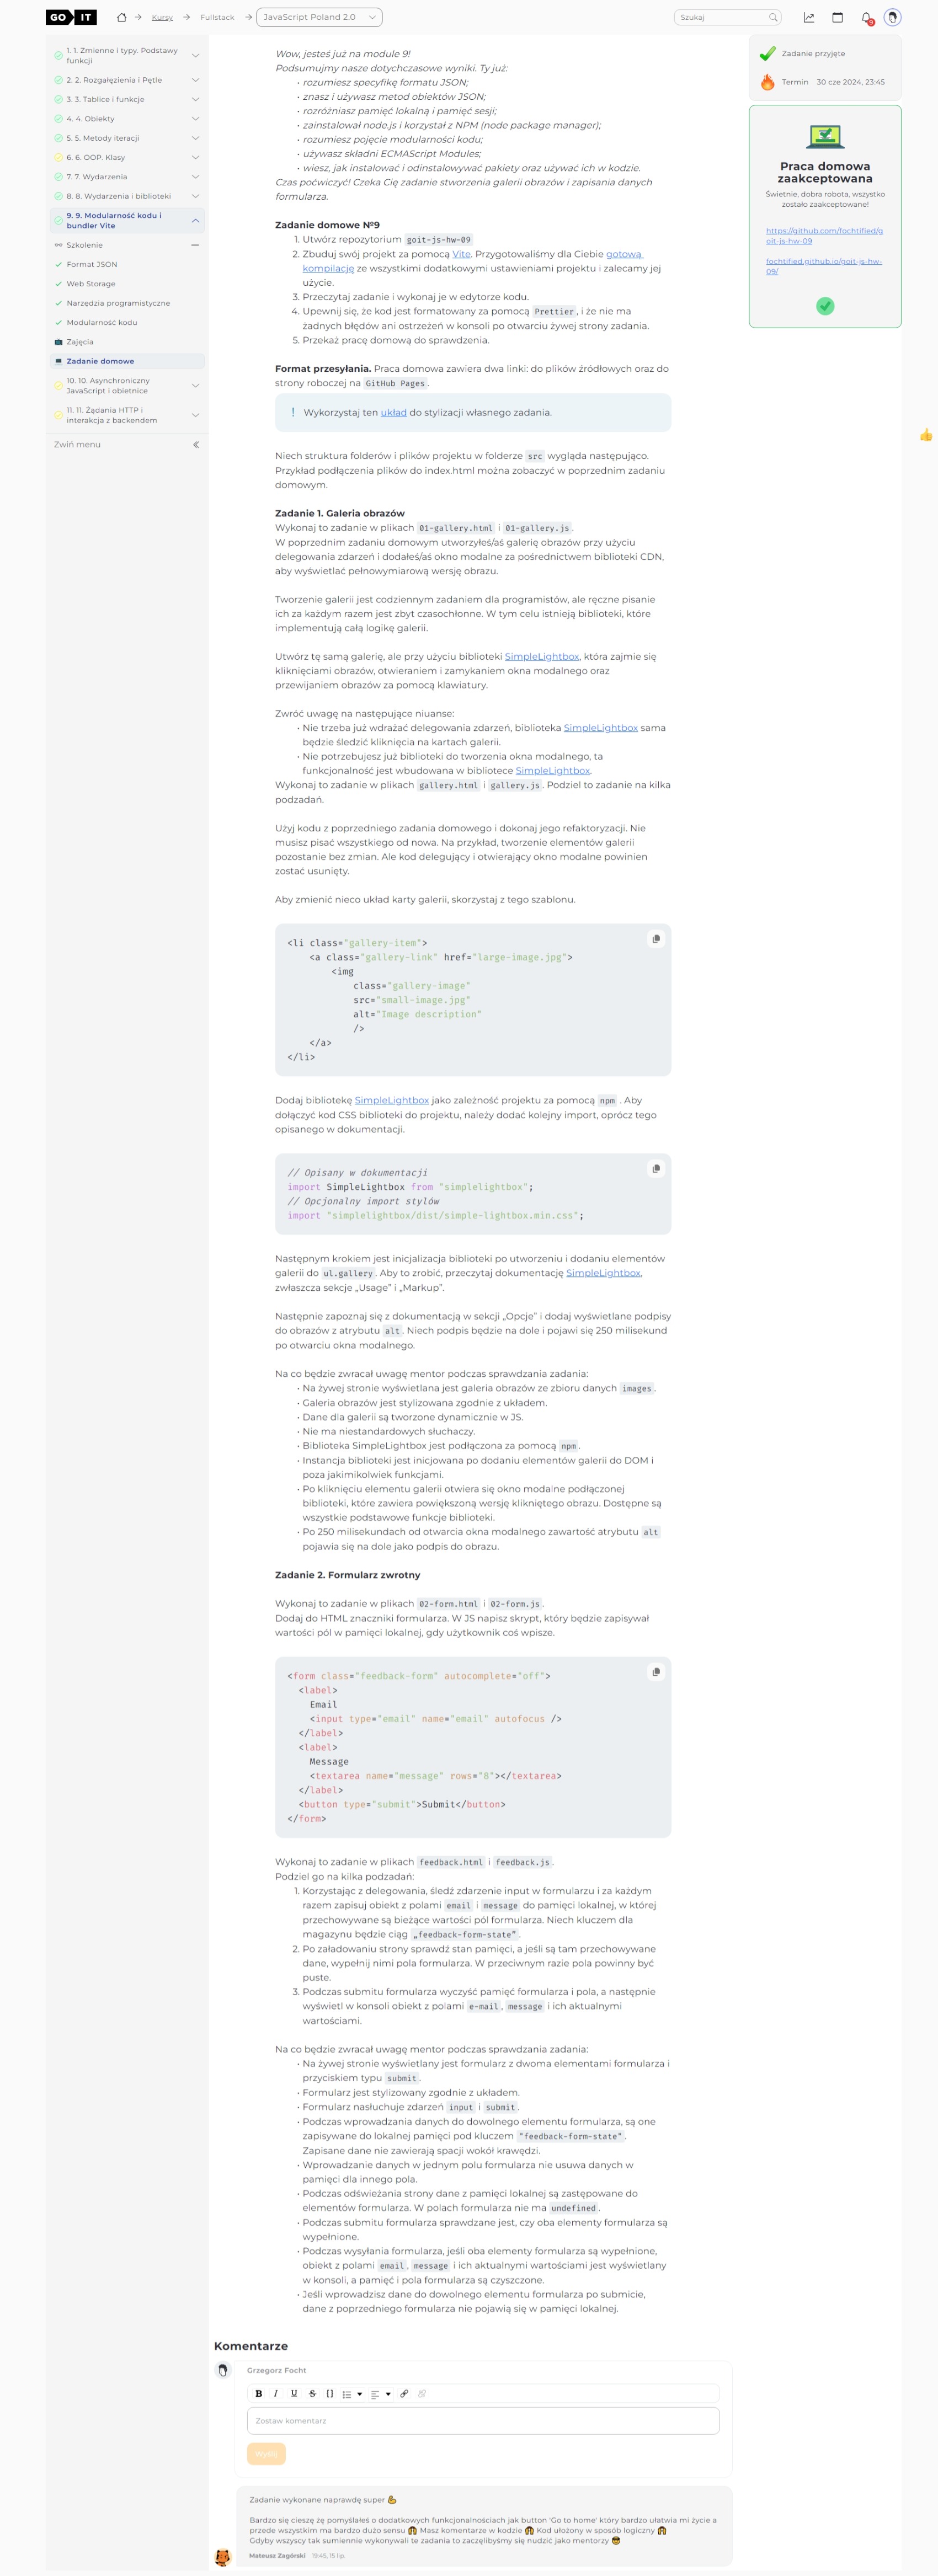 GO IT
Kursy
Fullstack
JavaScript Poland 2.0
Szukaj
9
1. 1. Zmienne i typy. Podstawy
funkcji
2. 2. Rozgałęzienia i Pętle
3. 3. Tablice i funkcje
4. 4. Obiekty
5. 5. Metody iteracji
6. 6. OOP. Klasy
7. 7. Wydarzenia
8. 8. Wydarzenia i biblioteki
9. 9. Modularność kodu i
bundler Vite
Szkolenie
Format JSON
Web Storage
Narzędzia programistyczne
Modularność kodu
Zajęcia
Zadanie domowe
10. 10. Asynchroniczny
JavaScript i obietnice
11. 11. Żądania HTTP i
interakcja z backendem
Zwiń menu
Wow, jesteś już na module 9!
Podsumujmy nasze dotychczasowe wyniki. Ty już:
• rozumiesz specyfikę formatu JSON;
• znasz i używasz metod obiektów JSON;
• rozróżniasz pamięć lokalną i pamięć sesji;
• zainstalował node.js i korzystał z NPM (node package manager);
• rozumiesz pojęcie modularności kodu;
• używasz składni ECMAScript Modules;
• wiesz, jak instalować i odinstalowywać pakiety oraz używać ich w kodzie.
Czas poćwiczyć! Czeka Cię zadanie stworzenia galerii obrazów i zapisania danych
formularza.
Zadanie domowe №9
1. Utwórz repozytorium goit-js-hw-09
2. Zbuduj swój projekt za pomocą Vite. Przygotowaliśmy dla Ciebie gotową
kompilację ze wszystkimi dodatkowymi ustawieniami projektu i zalecamy jej
użycie.
3. Przeczytaj zadanie i wykonaj je w edytorze kodu.
4. Upewnij się, że kod jest formatowany za pomocą Prettier, i że nie ma
żadnych błędów ani ostrzeżeń w konsoli po otwarciu żywej strony zadania.
5. Przekaż pracę domową do sprawdzenia.
Format przesyłania. Praca domowa zawiera dwa linki: do plików źródłowych oraz do
strony roboczej na GitHub Pages.
! Wykorzystaj ten układ do stylizacji własnego zadania.
Niech struktura folderów i plików projektu w folderze src wygląda następująco.
Przykład podłączenia plików do index.html można zobaczyć w poprzednim zadaniu
domowym.
Zadanie 1. Galeria obrazów
Wykonaj to zadanie w plikach 01-gallery.html i 01-gallery.js.
W poprzednim zadaniu domowym utworzyłeś/aś galerię obrazów przy użyciu
delegowania zdarzeń i dodałeś/aś okno modalne za pośrednictwem biblioteki CDN,
aby wyświetlać pełnowymiarową wersję obrazu.
Tworzenie galerii jest codziennym zadaniem dla programistów, ale ręczne pisanie
ich za każdym razem jest zbyt czasochłonne. W tym celu istnieją biblioteki, które
implementują całą logikę galerii.
Utwórz tę samą galerię, ale przy użyciu biblioteki SimpleLightbox, która zajmie się
kliknięciami obrazów, otwieraniem i zamykaniem okna modalnego oraz
przewijaniem obrazów za pomocą klawiatury.
Zwróć uwagę na następujące niuanse:
• Nie trzeba już wdrażać delegowania zdarzeń, biblioteka SimpleLightbox sama
będzie śledzić kliknięcia na kartach galerii.
• Nie potrzebujesz już biblioteki do tworzenia okna modalnego, ta
funkcjonalność jest wbudowana w bibliotece SimpleLightbox.
Wykonaj to zadanie w plikach gallery.html i gallery.js. Podziel to zadanie na kilka
podzadań.
Użyj kodu z poprzedniego zadania domowego i dokonaj jego refaktoryzacji. Nie
musisz pisać wszystkiego od nowa. Na przykład, tworzenie elementów galerii
pozostanie bez zmian. Ale kod delegujący i otwierający okno modalne powinien
zostać usunięty.
Aby zmienić nieco układ karty galerii, skorzystaj z tego szablonu.
<li class="gallery-item">
<a class="gallery-link" href="large-image.jpg">
<img
class="gallery-image"
src="small-image.jpg"
alt="Image description"
/>
</a>
</li>
Dodaj bibliotekę SimpleLightbox jako zależność projektu za pomocą npm . Aby
dołączyć kod CSS biblioteki do projektu, należy dodać kolejny import, oprócz tego
opisanego w dokumentacji.
// Opisany w dokumentacji
import SimpleLightbox from "simplelightbox";
// Opcjonalny import stylów
import "simplelightbox/dist/simple-lightbox.min.css";
Następnym krokiem jest inicjalizacja biblioteki po utworzeniu i dodaniu elementów
galerii do ul.gallery. Aby to zrobić, przeczytaj dokumentację SimpleLightbox,
zwłaszcza sekcje „Usage” i „Markup”.
Następnie zapoznaj się z dokumentacją w sekcji „Opcje” i dodaj wyświetlane podpisy
do obrazów z atrybutu alt. Niech podpis będzie na dole i pojawi się 250 milisekund
po otwarciu okna modalnego.
Na co będzie zwracał uwagę mentor podczas sprawdzania zadania:
• Na żywej stronie wyświetlana jest galeria obrazów ze zbioru danych images.
• Galeria obrazów jest stylizowana zgodnie z układem.
• Dane dla galerii są tworzone dynamicznie w JS.
• Nie ma niestandardowych słuchaczy.
• Biblioteka SimpleLightbox jest podłączona za pomocą npm.
• Instancja biblioteki jest inicjowana po dodaniu elementów galerii do DOM i
poza jakimikolwiek funkcjami.
• Po kliknięciu elementu galerii otwiera się okno modalne podłączonej
biblioteki, które zawiera powiększoną wersję klikniętego obrazu. Dostępne są
wszystkie podstawowe funkcje biblioteki.
• Po 250 milisekundach od otwarcia okna modalnego zawartość atrybutu alt
pojawia się na dole jako podpis do obrazu.
Zadanie 2. Formularz zwrotny
Wykonaj to zadanie w plikach 02-form.html i 02-form.js.
Dodaj do HTML znaczniki formularza. W JS napisz skrypt, który będzie zapisywał
wartości pól w pamięci lokalnej, gdy użytkownik coś wpisze.
<form class="feedback-form" autocomplete="off">
<label>
Email
<input type="email" name="email" autofocus />
</label>
<label>
Message
<textarea name="message" rows="8"></textarea>
</label>
<button type="submit">Submit</button>
</form>
Wykonaj to zadanie w plikach feedback.html i feedback.js.
Podziel go na kilka podzadań:
1. Korzystając z delegowania, śledź zdarzenie input w formularzu i za każdym
razem zapisuj obiekt z polami email i message do pamięci lokalnej, w której
przechowywane są bieżące wartości pól formularza. Niech kluczem dla
magazynu będzie ciąg „feedback-form-state”.
2. Po załadowaniu strony sprawdź stan pamięci, a jeśli są tam przechowywane
dane, wypełnij nimi pola formularza. W przeciwnym razie pola powinny być
puste.
3. Podczas submitu formularza wyczyść pamięć formularza i pola, a następnie
wyświetl w konsoli obiekt z polami e-mail, message i ich aktualnymi
wartościami.
Na co będzie zwracał uwagę mentor podczas sprawdzania zadania:
• Na żywej stronie wyświetlany jest formularz z dwoma elementami formularza i
przyciskiem typu submit.
• Formularz jest stylizowany zgodnie z układem.
• Formularz nasłuchuje zdarzeń input i submit.
• Podczas wprowadzania danych do dowolnego elementu formularza, są one
zapisywane do lokalnej pamięci pod kluczem "feedback-form-state".
Zapisane dane nie zawierają spacji wokół krawędzi.
• Wprowadzanie danych w jednym polu formularza nie usuwa danych w
pamięci dla innego pola.
• Podczas odświeżania strony dane z pamięci lokalnej są zastępowane do
elementów formularza. W polach formularza nie ma undefined.
• Podczas submitu formularza sprawdzane jest, czy oba elementy formularza są
wypełnione.
• Podczas wysyłania formularza, jeśli oba elementy formularza są wypełnione,
obiekt z polami email, message i ich aktualnymi wartościami jest wyświetlany
w konsoli, a pamięć i pola formularza są czyszczone.
• Jeśli wprowadzisz dane do dowolnego elementu formularza po submicie,
dane z poprzedniego formularza nie pojawią się w pamięci lokalnej.
Zadanie przyjęte
Termin 30 cze 2024, 23:45
Praca domowa
zaakceptowana
Świetnie, dobra robota, wszystko
zostało zaakceptowane!
https://github.com/fochtified/g
oit-js-hw-09
fochtified.github.io/goit-js-hw-
09/
Komentarze
Grzegorz Focht
B I U S {}
Zostaw komentarz
Wyślij
Zadanie wykonane naprawdę super 💪
Bardzo się cieszę że pomyślałeś o dodatkowych funkcjonalnościach jak button 'Go to home' który bardzo ułatwia mi życie a
przede wszystkim ma bardzo dużo sensu Masz komentarze w kodzie Kod ułożony w sposób logiczny
Gdyby wszyscy tak sumiennie wykonywali te zadania to zaczęlibyśmy się nudzić jako mentorzy 😎
Mateusz Zagórski 19:45, 15 lip.